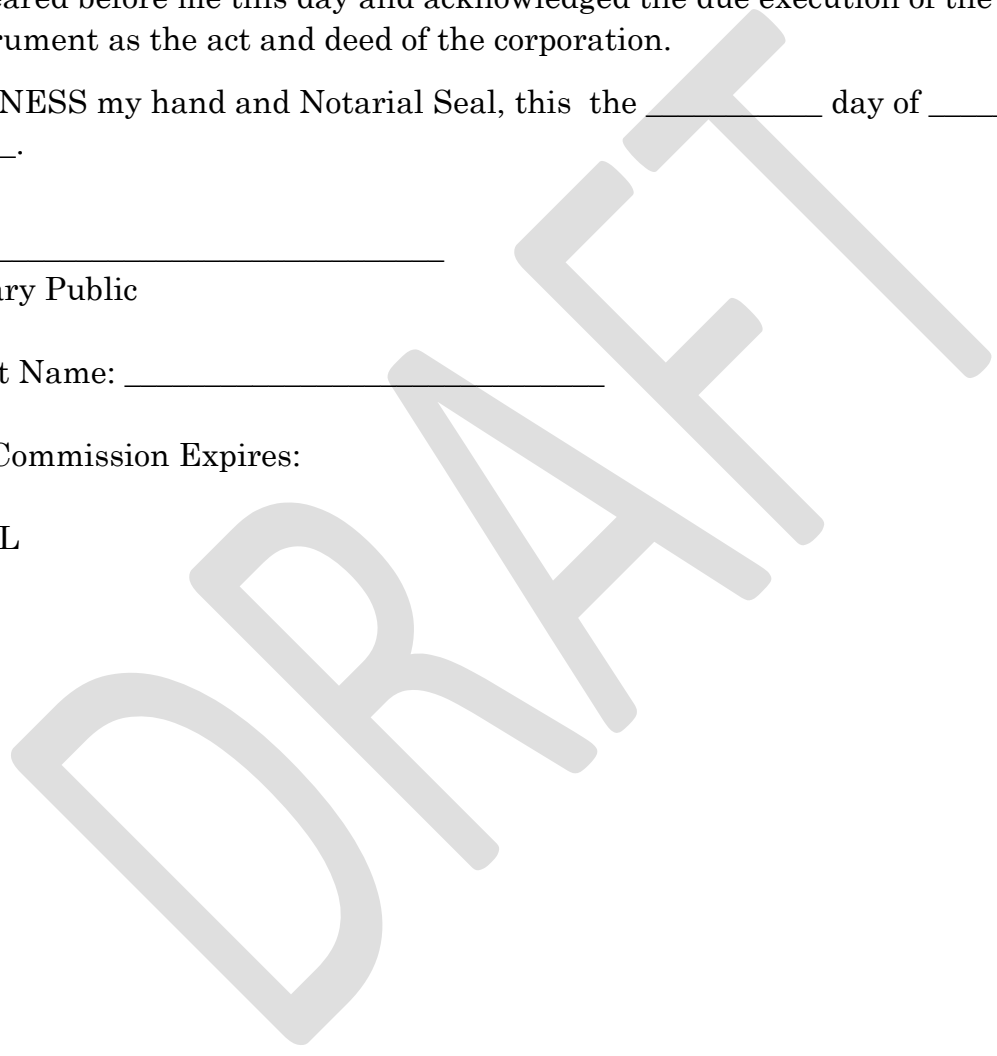 eared before me this day and acknowledged the due execution of the
rument as the act and deed of the corporation.
NESS my hand and Notarial Seal, this the ___________ day of ____
_.
____________________________
ary Public
t Name: ______________________________
Commission Expires:
L
DRAFT